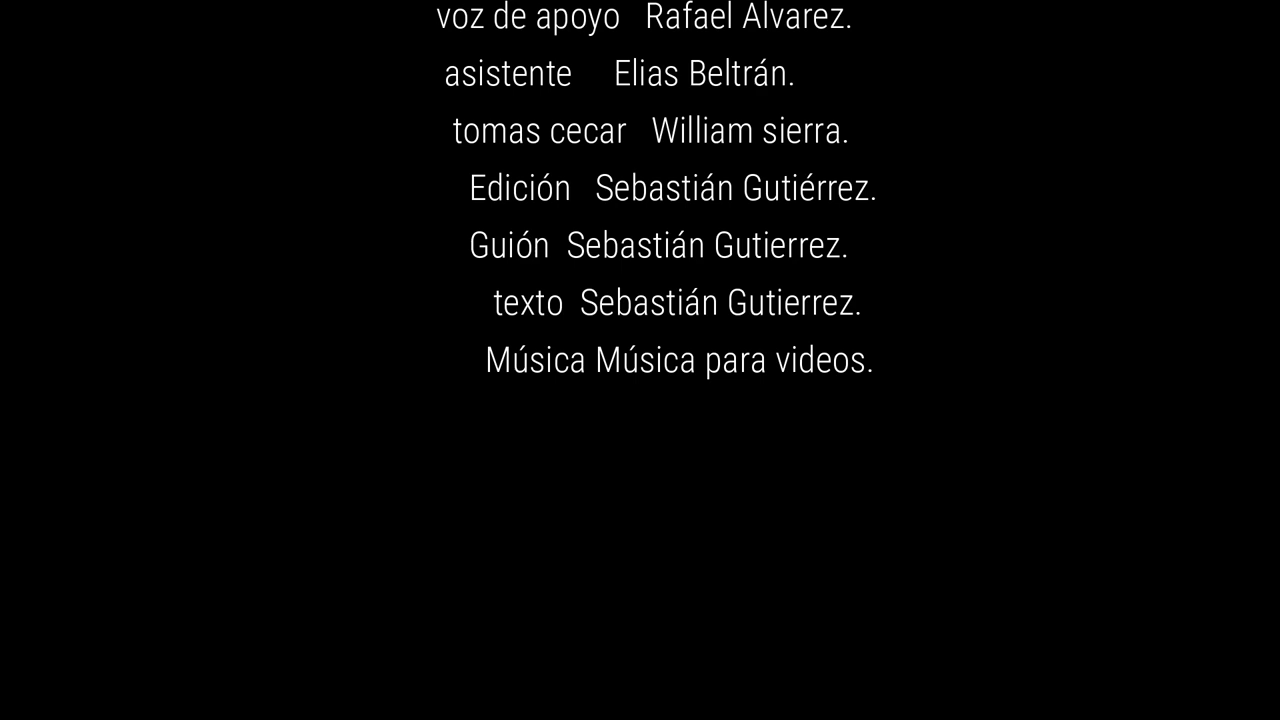 voz de apoyo Rafael Alvarez.
asistente Elias Beltrán.
tomas cecar William sierra.
Edición Sebastián Gutiérrez.
Guión Sebastián Gutierrez.
texto Sebastián Gutierrez.
Música Música para videos.